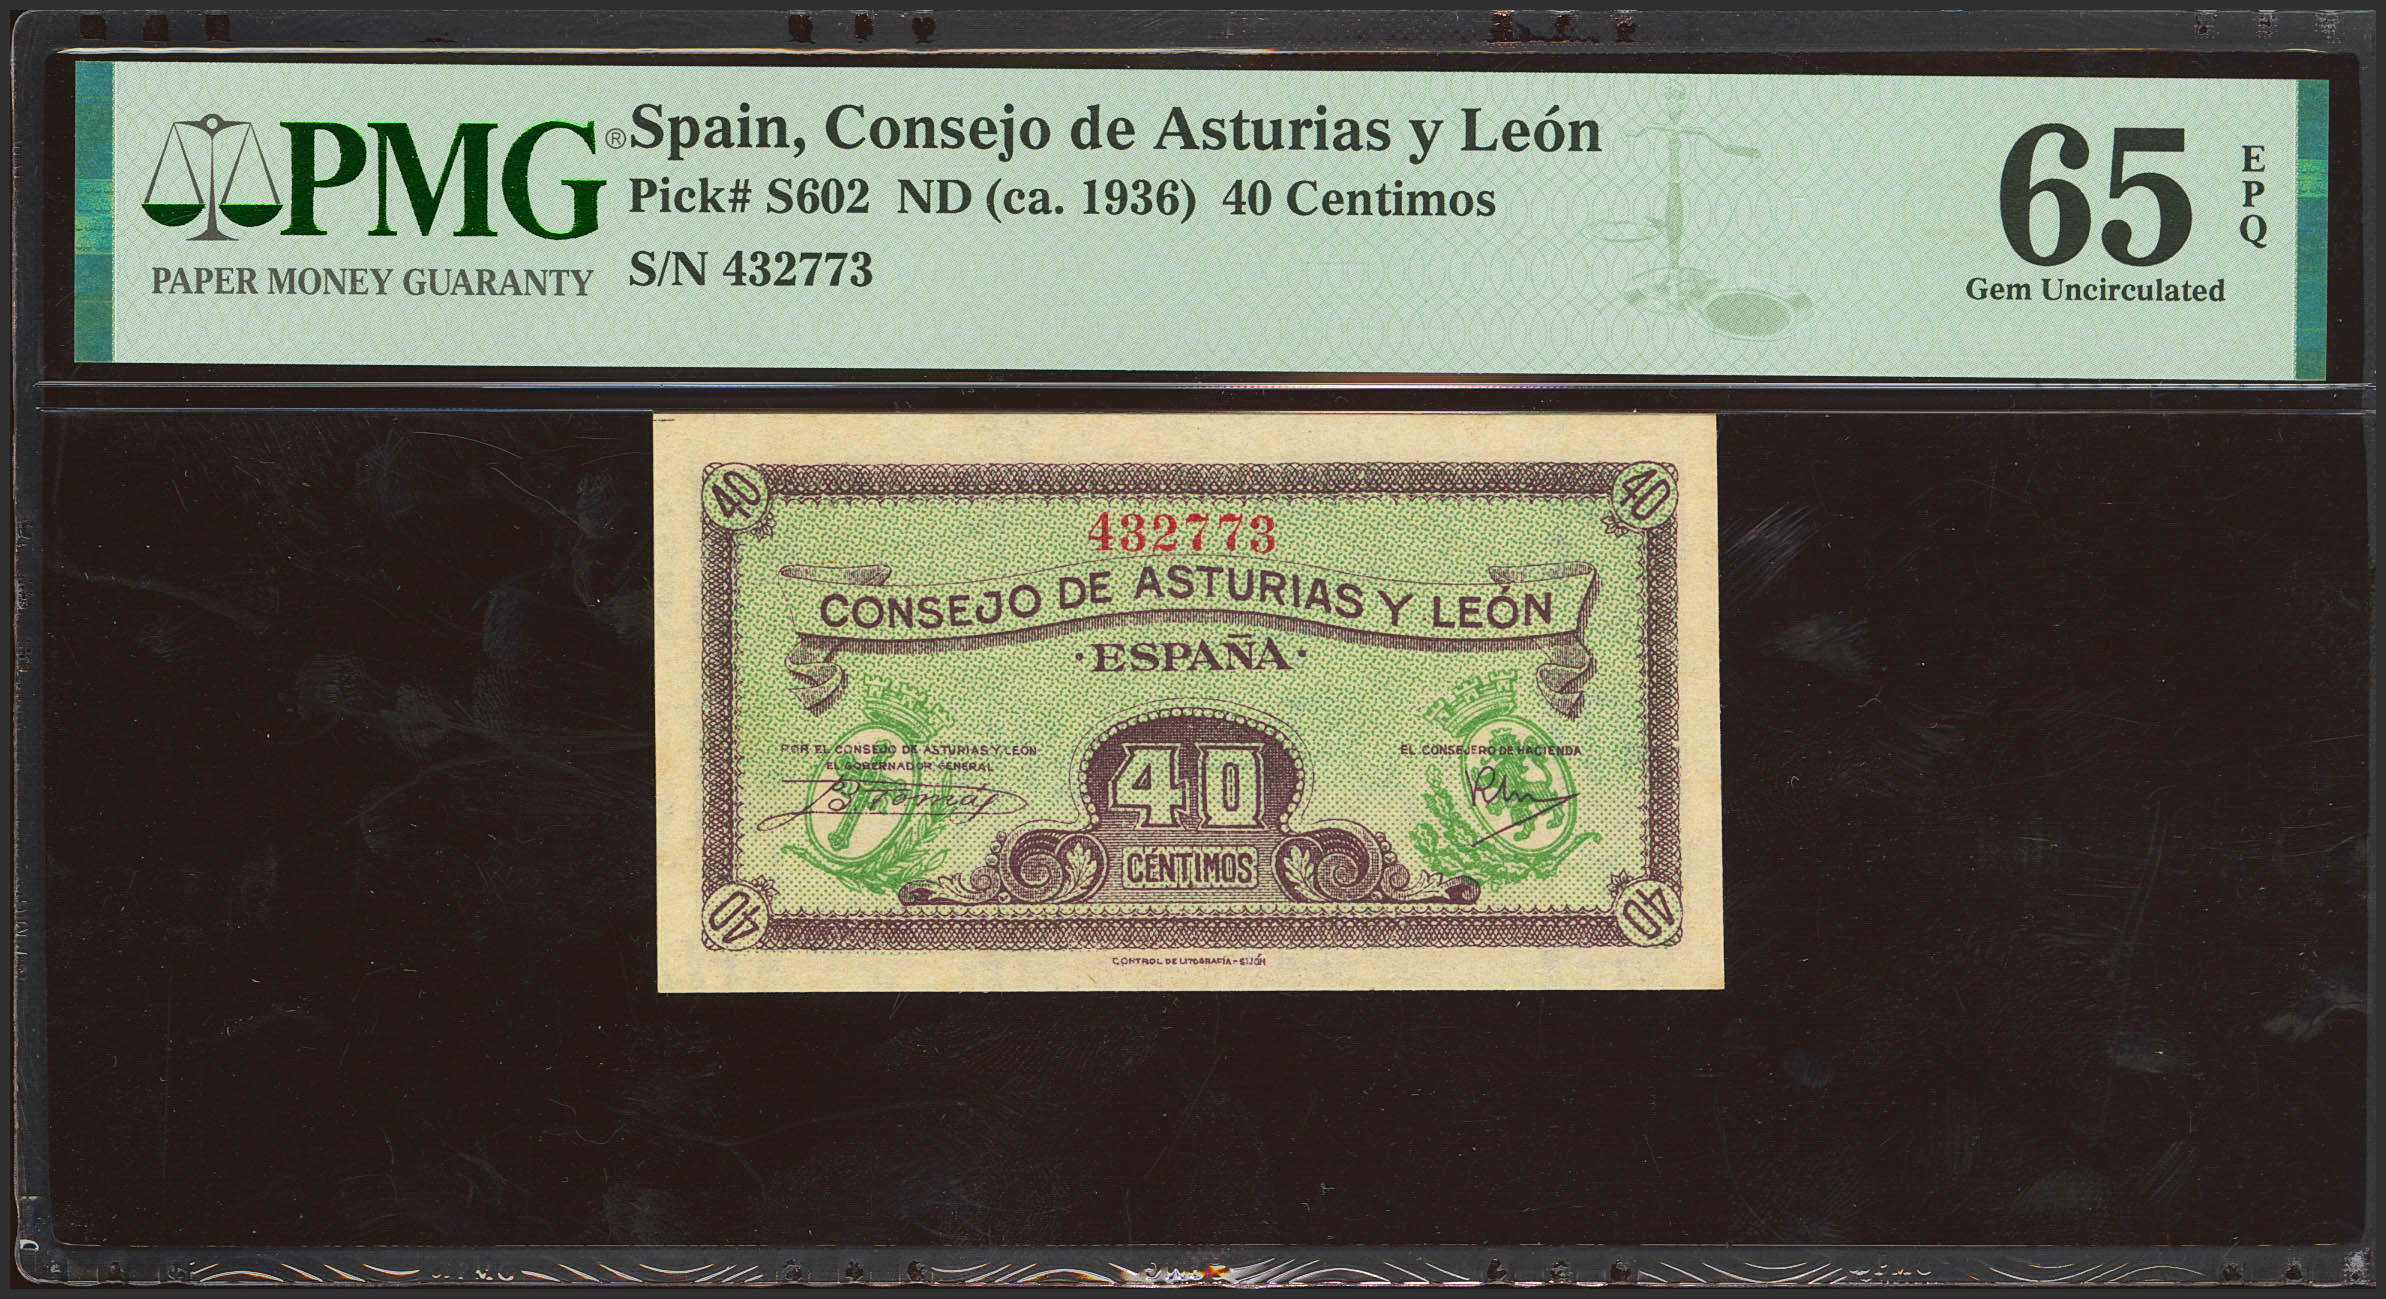 PMG®
PAPER MONEY GUARANTY
Spain, Consejo de Asturias y León
Pick# S602 ND (ca. 1936) 40 Centimos
S/N 432773
65
EPQ
Gem Uncirculated
40
40
432773
CONSEJO DE ASTURIAS Y LEÓN
·ESPAÑA·
POR EL CONSEJO DE ASTURIAS Y LEÓN
EL GOBERNADOR GENERAL
EL CONSEJERO DE HACIENDA
40
CÉNTIMOS
40
40
CONTROL DE LITOGRAFÍA-GIJÓN